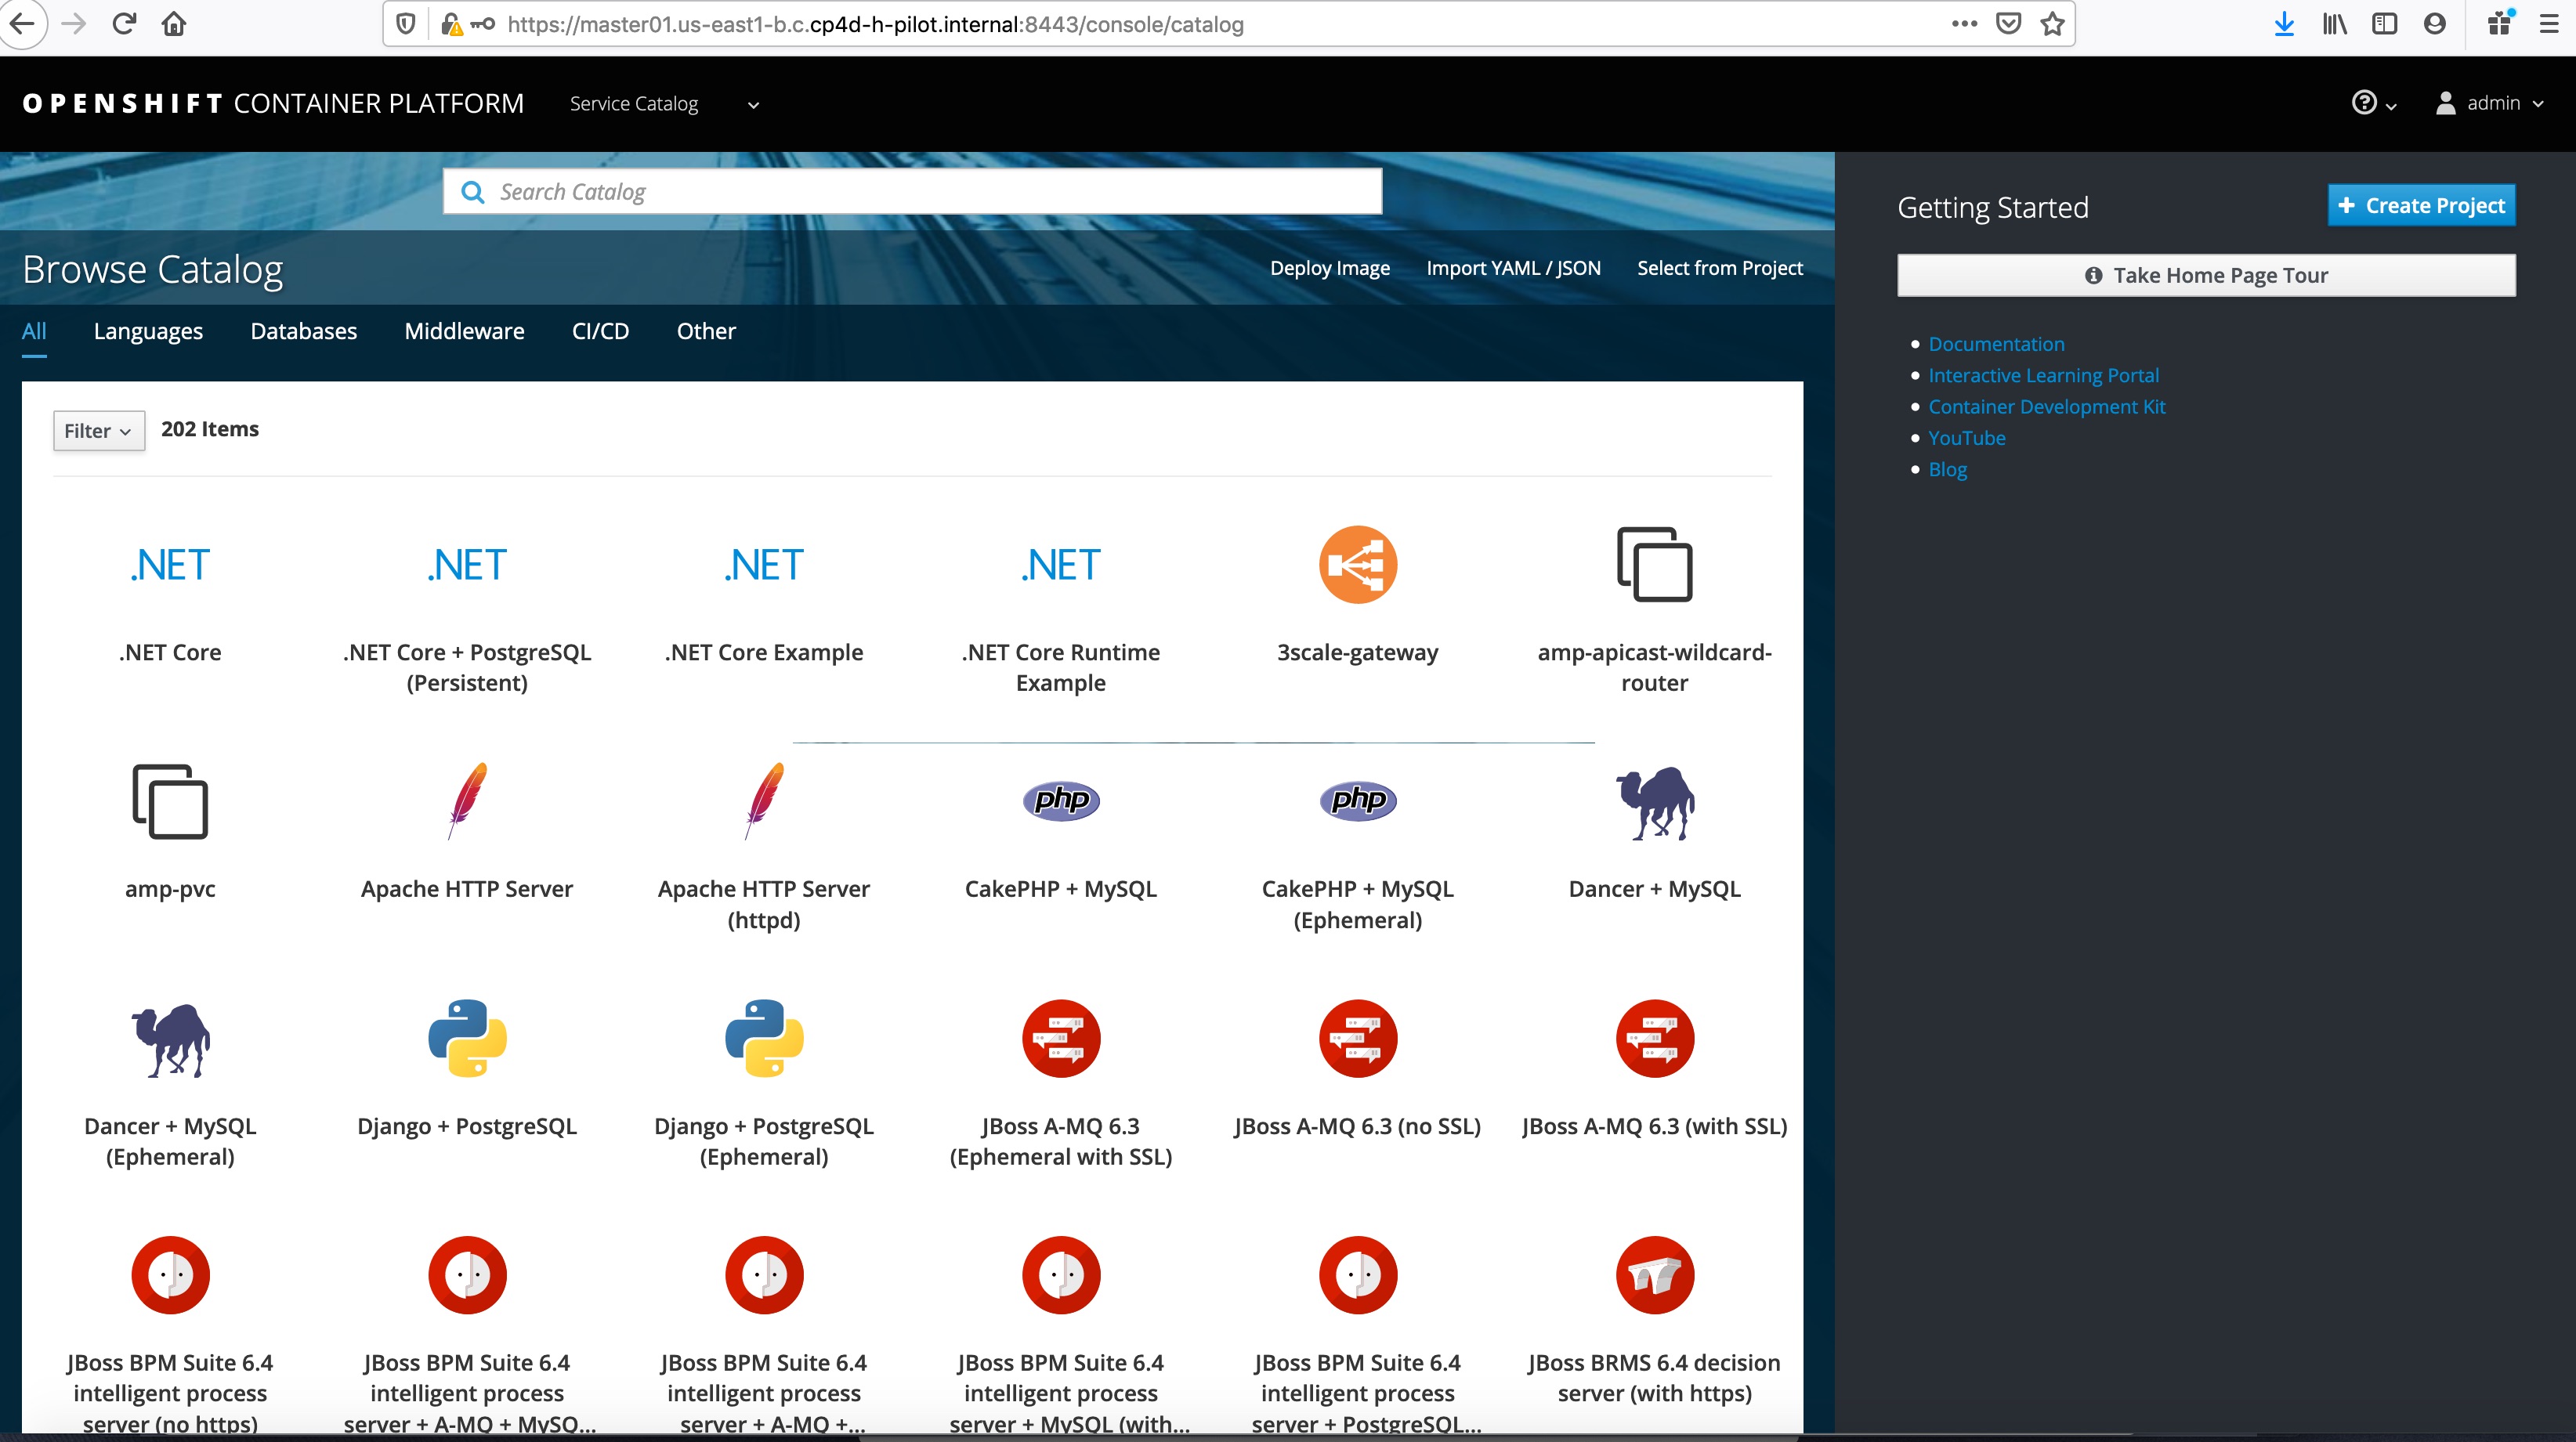 https://master01.us-east1-b.c.cp4d-h-pilot.internal:8443/console/catalog
OPENSHIFT CONTAINER PLATFORM
Service Catalog
admin
Search Catalog
Getting Started
+ Create Project
Browse Catalog
Deploy Image
Import YAML / JSON
Select from Project
Take Home Page Tour
All
Languages
Databases
Middleware
CI/CD
Other
Documentation
Interactive Learning Portal
Container Development Kit
YouTube
Blog
Filter
202 Items
.NET
.NET
.NET
.NET
.NET Core
.NET Core + PostgreSQL
(Persistent)
.NET Core Example
.NET Core Runtime
Example
3scale-gateway
amp-apicast-wildcard-
router
php
php
amp-pvc
Apache HTTP Server
Apache HTTP Server
(httpd)
CakePHP + MySQL
CakePHP + MySQL
(Ephemeral)
Dancer + MySQL
Dancer + MySQL
(Ephemeral)
Django + PostgreSQL
Django + PostgreSQL
(Ephemeral)
JBoss A-MQ 6.3
(Ephemeral with SSL)
JBoss A-MQ 6.3 (no SSL)
JBoss A-MQ 6.3 (with SSL)
JBoss BPM Suite 6.4
intelligent process
server (no https)
JBoss BPM Suite 6.4
intelligent process
server + A-MQ + MySQ...
JBoss BPM Suite 6.4
intelligent process
server + A-MQ +...
JBoss BPM Suite 6.4
intelligent process
server + MySQL (with...
JBoss BPM Suite 6.4
intelligent process
server + PostgreSQL...
JBoss BRMS 6.4 decision
server (with https)